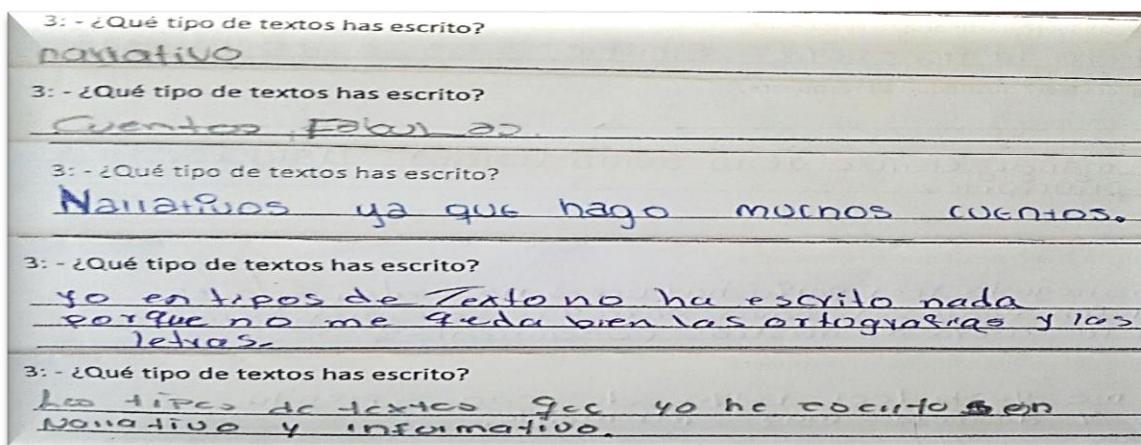 3: - ¿Qué tipo de textos has escrito?
narrativo
3: - ¿Qué tipo de textos has escrito?
Cuentos, Fabulas.
3: - ¿Qué tipo de textos has escrito?
Narrativos ya que hago muchos cuentos.
3: - ¿Qué tipo de textos has escrito?
yo en tipos de Texto no ha escrito nada
porque no me queda bien las ortografias y las
letras.
3: - ¿Qué tipo de textos has escrito?
Los tipos de textos que yo he escrito son
Narrativo y informativo.